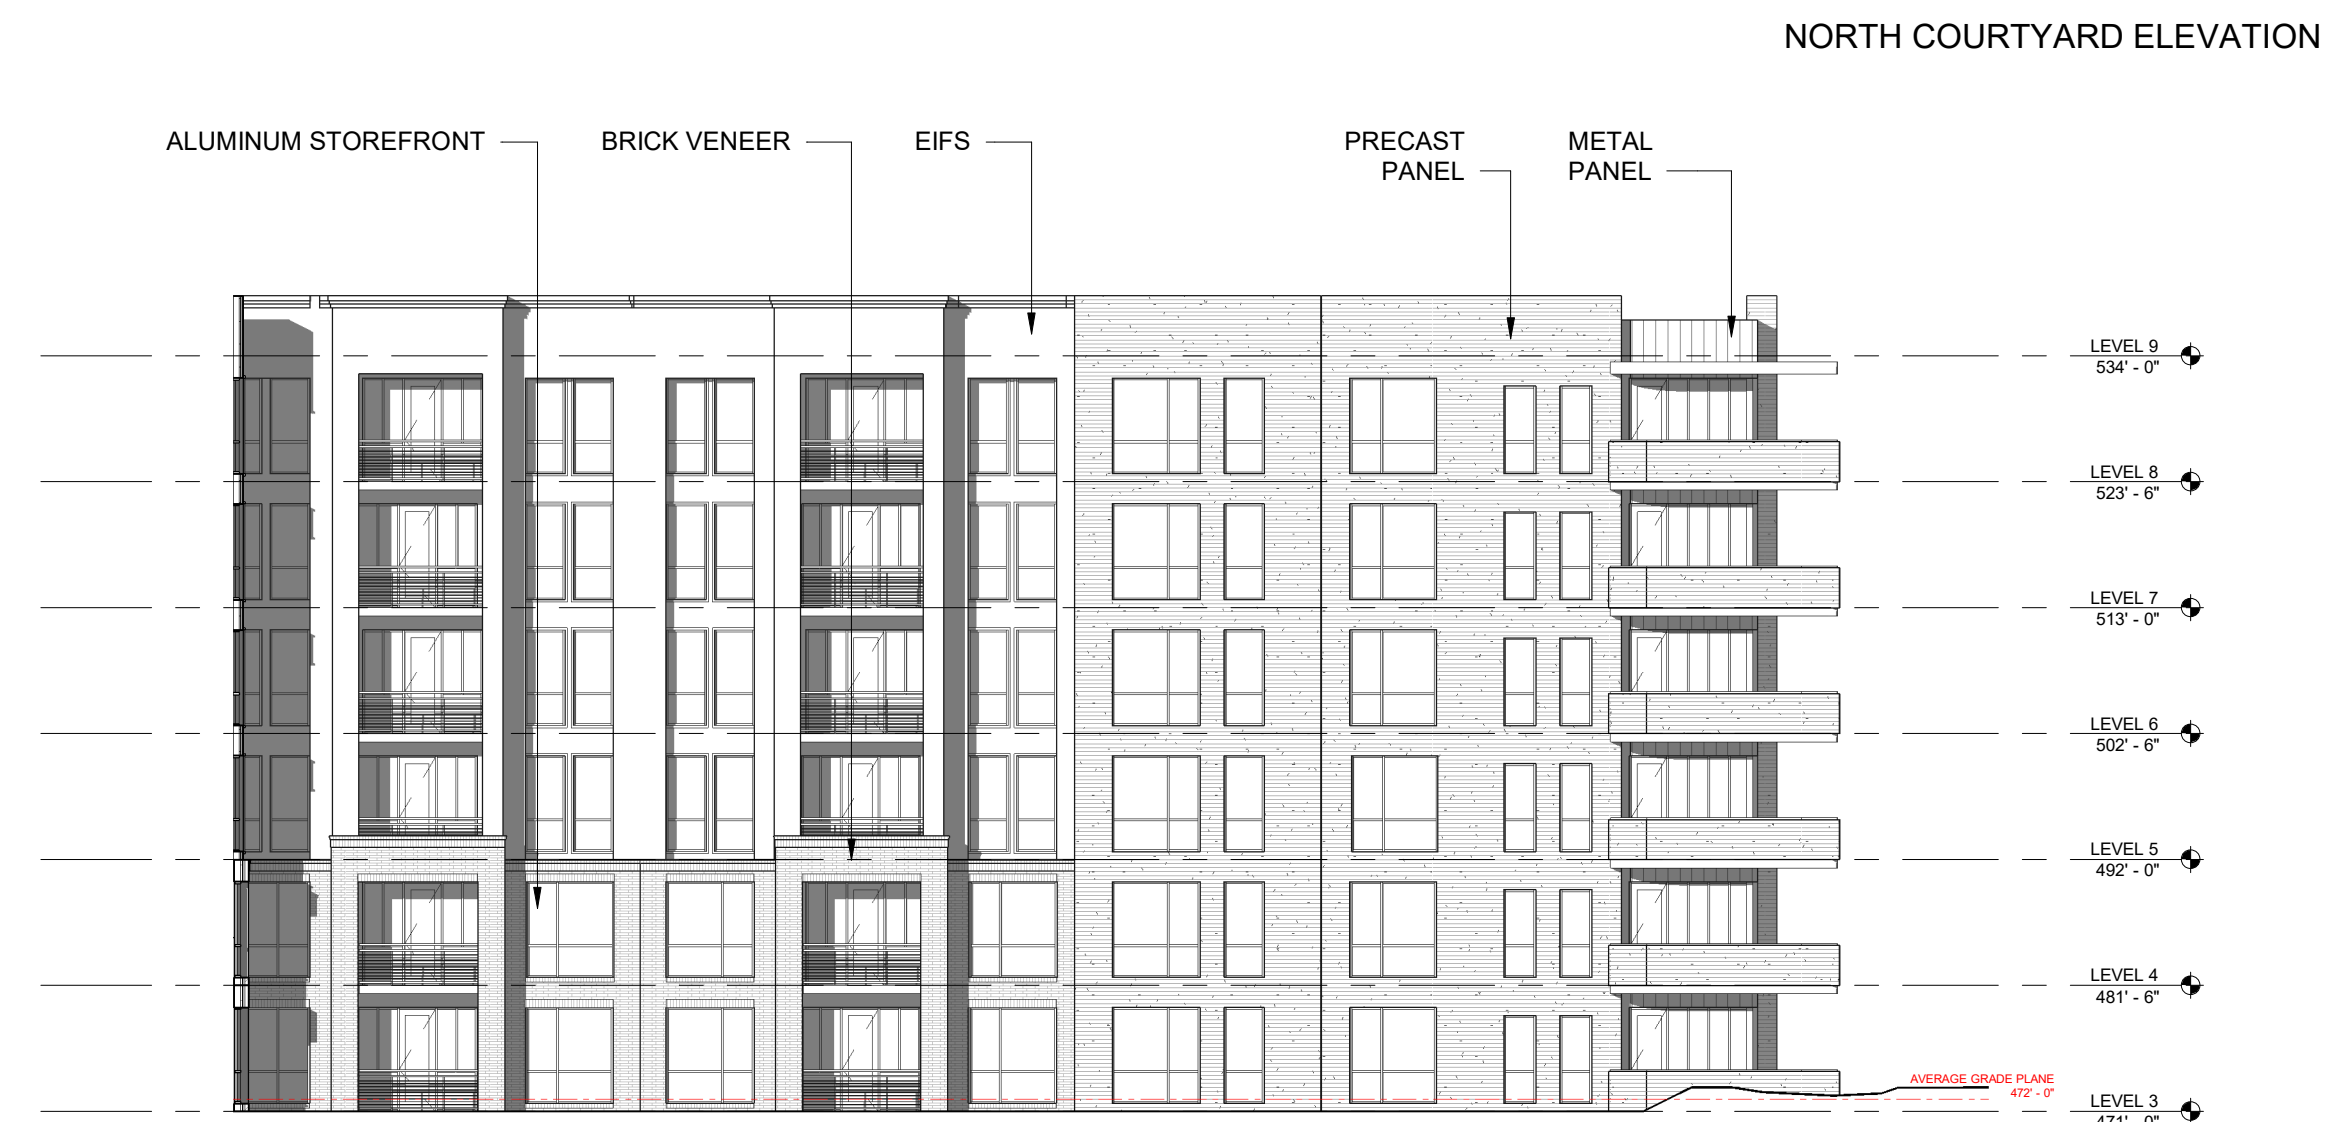 NORTH COURTYARD ELEVATION
ALUMINUM STOREFRONT
BRICK VENEER
EIFS
PRECAST
PANEL
METAL
PANEL
LEVEL 9
534' - 0"
LEVEL 8
523' - 6"
LEVEL 7
513' - 0"
LEVEL 6
502' - 6"
LEVEL 5
492' - 0"
LEVEL 4
481' - 6"
AVERAGE GRADE PLANE
472' - 0"
LEVEL 3
471' - 0"